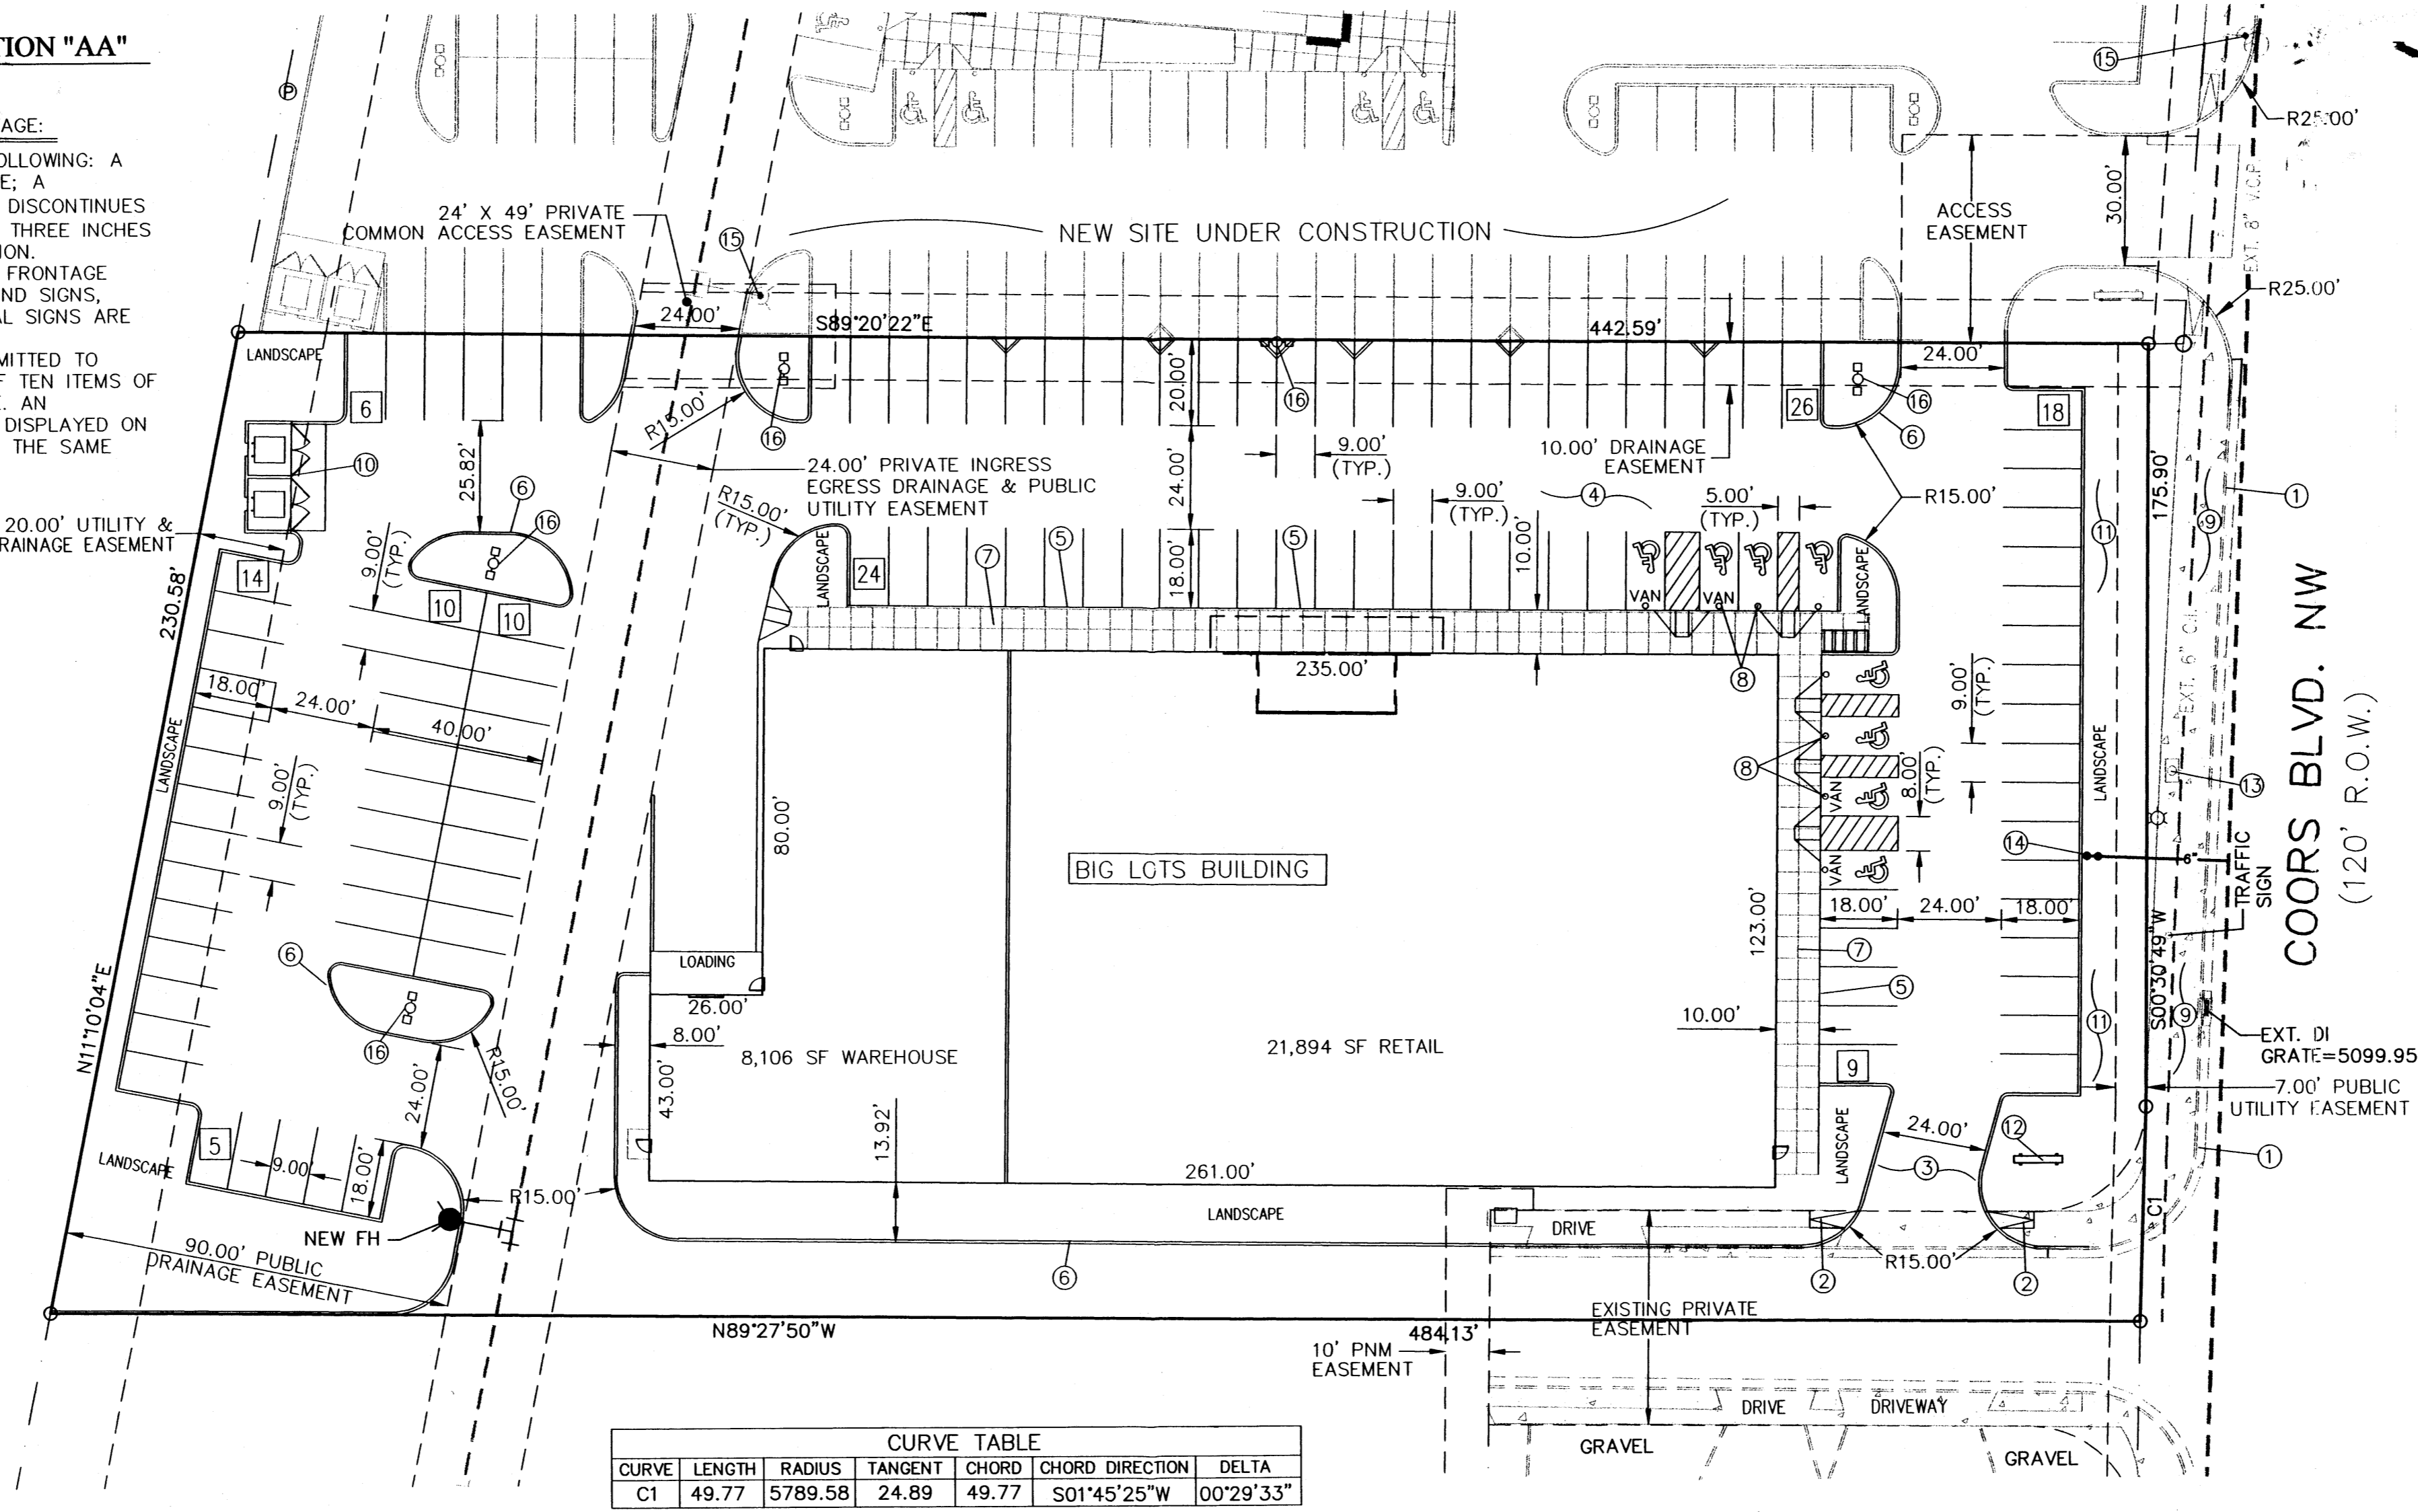 TION "AA"
AGE:
OLLOWING: A
E; A
DISCONTINUES
THREE INCHES
ION.
FRONTAGE
ND SIGNS,
AL SIGNS ARE
MITTED TO
F TEN ITEMS OF
E. AN
DISPLAYED ON
THE SAME
P
24' X 49' PRIVATE
COMMON ACCESS EASEMENT
15
NEW SITE UNDER CONSTRUCTION
ACCESS
EASEMENT
30.00'
15
R25.00'
EXT. 8" V.C.P.
R25.00'
24.00'
S89°20'22"E
442.59'
24.00'
LANDSCAPE
6
10
25.82'
6
16
R15.00'
16
20.00'
24.00'
18.00'
16
9.00'
(TYP.)
10.00' DRAINAGE
EASEMENT
26
16
6
18
R15.00'
24.00' PRIVATE INGRESS
EGRESS DRAINAGE & PUBLIC
UTILITY EASEMENT
R15.00'
(TYP.)
9.00'
(TYP.)
4
5.00'
(TYP.)
10.00'
20.00' UTILITY &
RAINAGE EASEMENT
9.00'
(TYP.)
14
10
10
LANDSCAPE
24
7
5
5
VAN
VAN
LANDSCAPE
8
235.00'
230.58'
N11°10'04"E
18.00'
24.00'
40.00'
LANDSCAPE
9.00'
(TYP.)
80.00'
BIG LOTS BUILDING
8
VAN
VAN
8.00'
(TYP.)
9.00'
(TYP.)
11
175.90'
9
1
EXT. 6" C.I.
LANDSCAPE
13
14
6"
TRAFFIC
SIGN
COORS BLVD. NW
(120' R.O.W.)
18.00'
24.00'
18.00'
123.00'
7
5
10.00'
S00°30'49"W
11
9
EXT. DI
GRATE=5099.95
7.00' PUBLIC
UTILITY EASEMENT
LOADING
26.00'
8.00'
43.00'
8,106 SF WAREHOUSE
21,894 SF RETAIL
9
LANDSCAPE
24.00'
3
12
1
C1
6
16
R15.00'
24.00'
5
LANDSCAPE
9.00'
18.00'
R15.00'
NEW FH
90.00' PUBLIC
DRAINAGE EASEMENT
13.92'
261.00'
LANDSCAPE
6
DRIVE
R15.00'
2
2
N89°27'50"W
484.13'
EXISTING PRIVATE
EASEMENT
10' PNM
EASEMENT
DRIVE
DRIVEWAY
GRAVEL
GRAVEL
CURVE TABLE
CURVE LENGTH RADIUS TANGENT CHORD CHORD DIRECTION DELTA
C1 49.77 5789.58 24.89 49.77 S01°45'25"W 00°29'33"